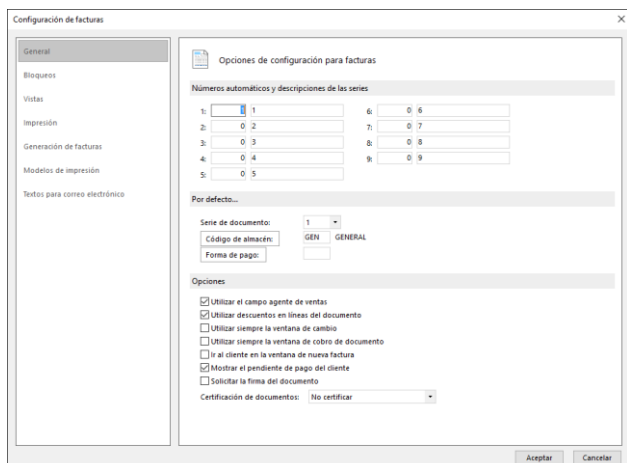 Configuración de facturas
General
Bloqueos
Vistas
Impresión
Generación de facturas
Modelos de impresión
Textos para correo electrónico
Opciones de configuración para facturas
Números automáticos y descripciones de las series
1: 1 6: 0 6
2: 0 2 7: 0 7
3: 0 3 8: 0 8
4: 0 4 9: 0 9
5: 0 5
Por defecto...
Serie de documento: 1
Código de almacén: GEN GENERAL
Forma de pago:
Opciones
Utilizar el campo agente de ventas
Utilizar descuentos en líneas del documento
Utilizar siempre la ventana de cambio
Utilizar siempre la ventana de cobro de documento
Ir al cliente en la ventana de nueva factura
Mostrar el pendiente de pago del cliente
Solicitar la firma del documento
Certificación de documentos: No certificar
Aceptar Cancelar